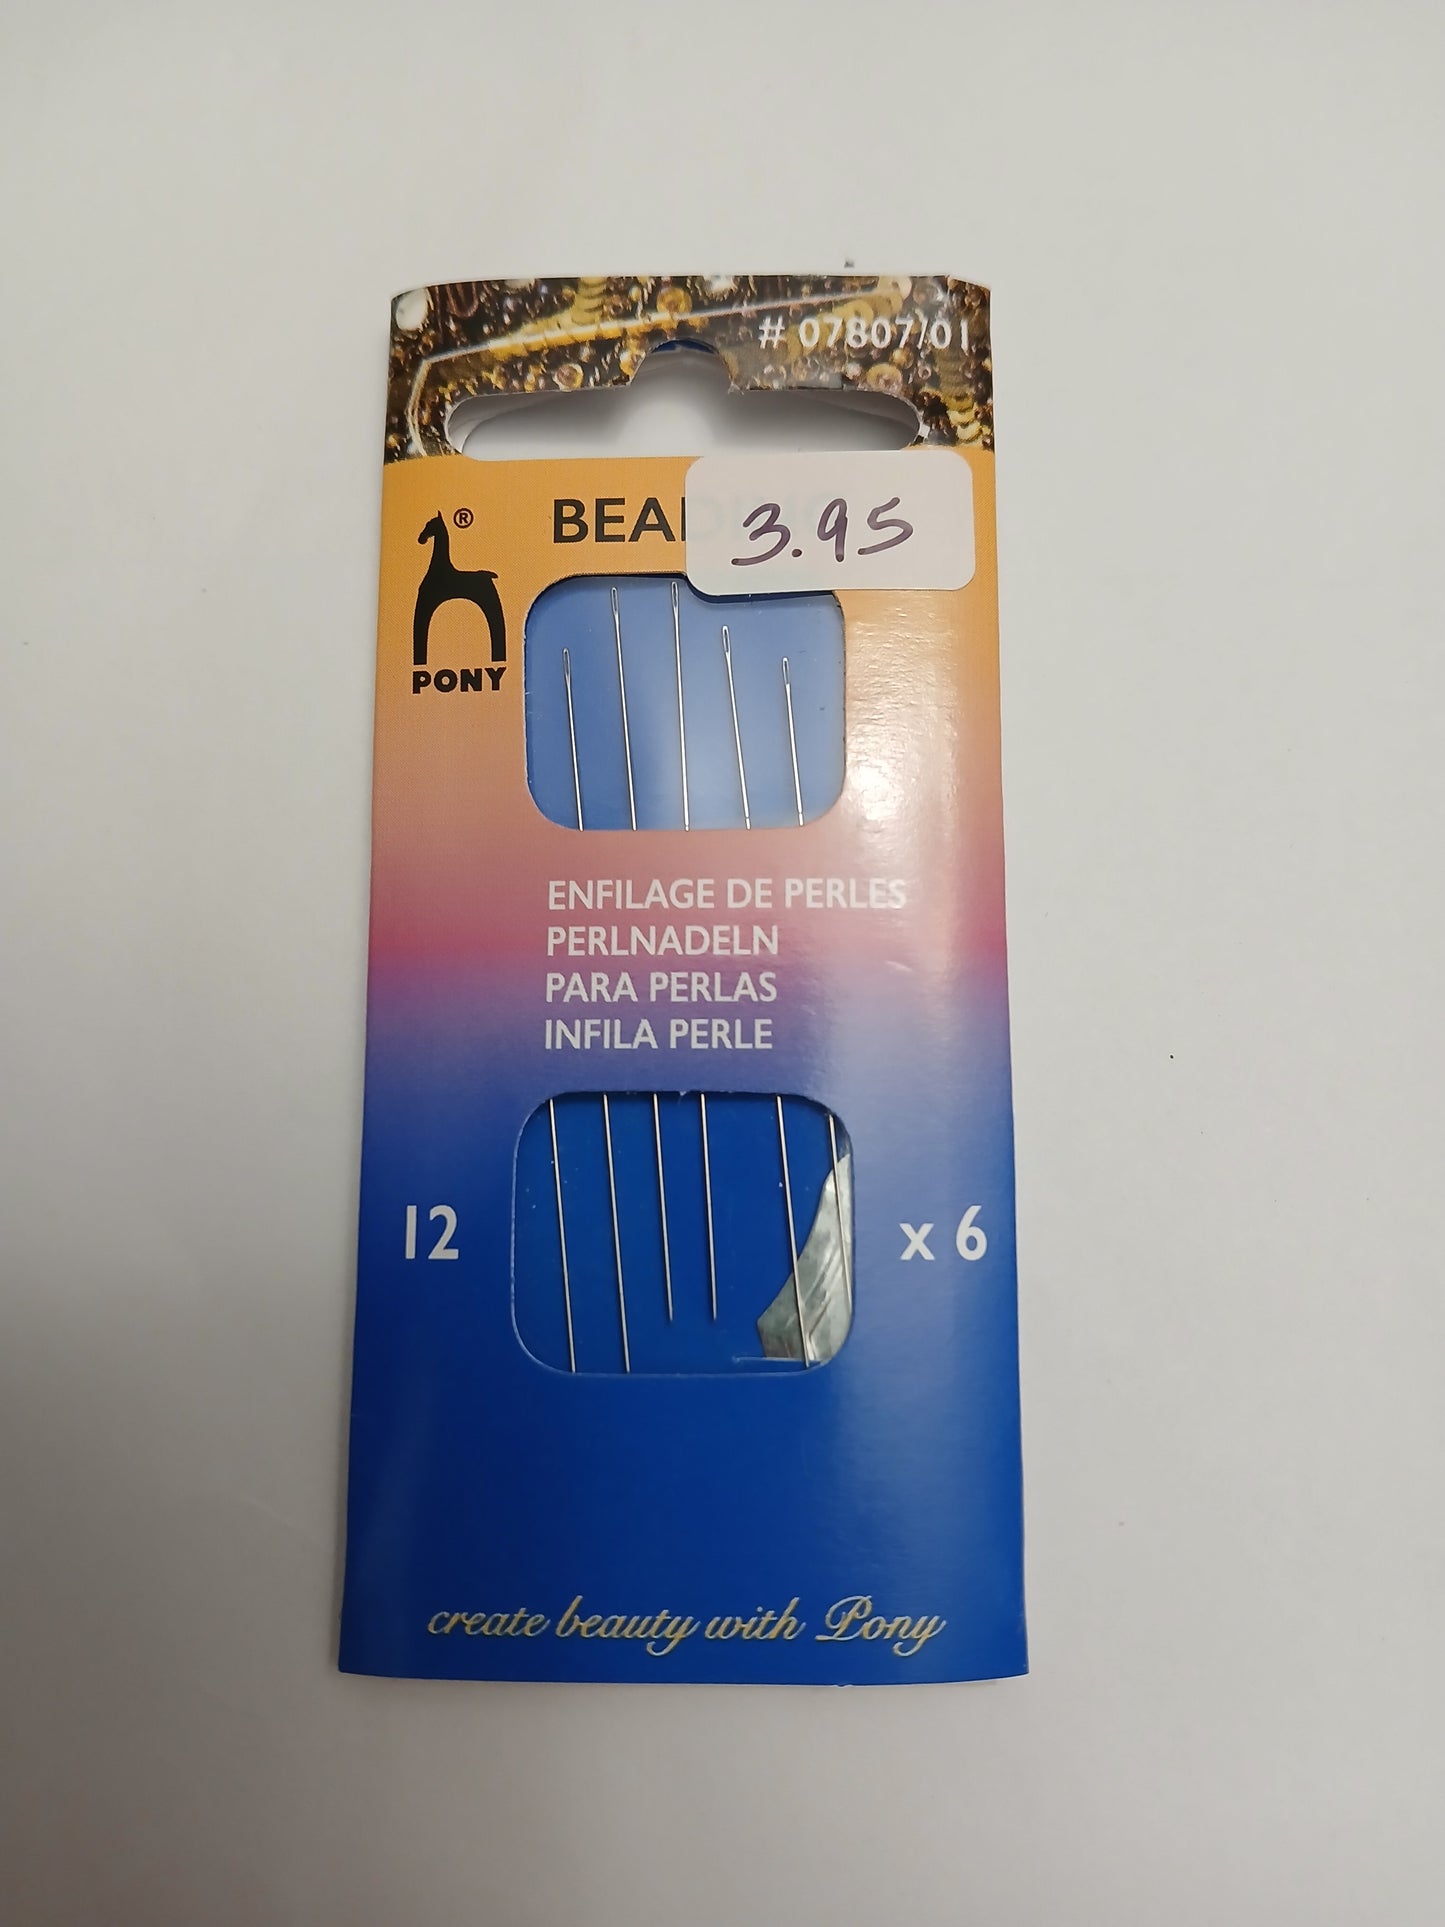 # 07807/01
BEADING
3.95
®
PONY
ENFILAGE DE PERLES
PERLNADELN
PARA PERLAS
INFILA PERLE
12 x 6
create beauty with Pony